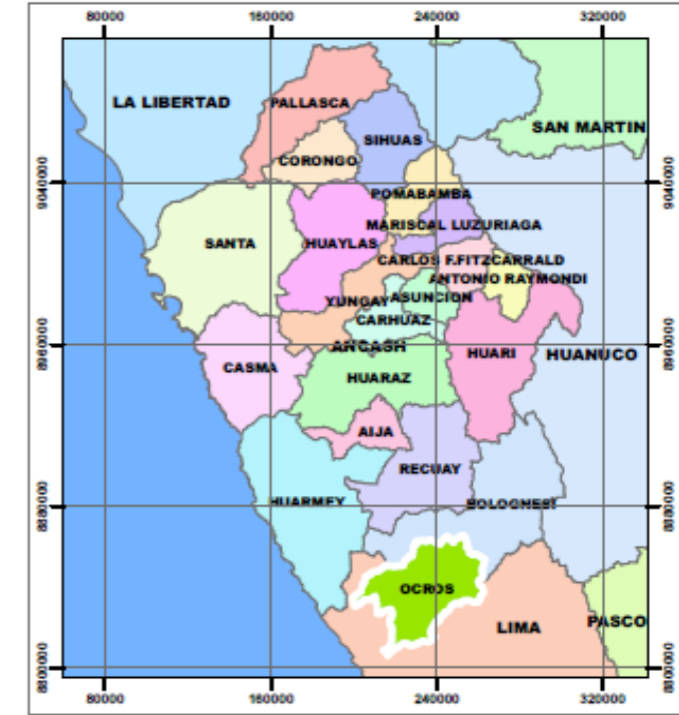 80000 160000 240000 320000
LA LIBERTAD
PALLASCA
SAN MARTIN
SIHUAS
CORONGO
9040000
9040000
POMABAMBA
MARISCAL LUZURIAGA
SANTA
HUAYLAS
CARLOS F.FITZCARRALD
ANTONIO RAYMONDI
YUNGAY
ASUNCION
CARHUAZ
8960000
8960000
ANCASH
HUARI
HUANUCO
CASMA
HUARAZ
AIJA
RECUAY
HUARMEY
BOLOGNESI
8880000
8880000
OCROS
LIMA
PASCO
8800000
8800000
80000 160000 240000 320000